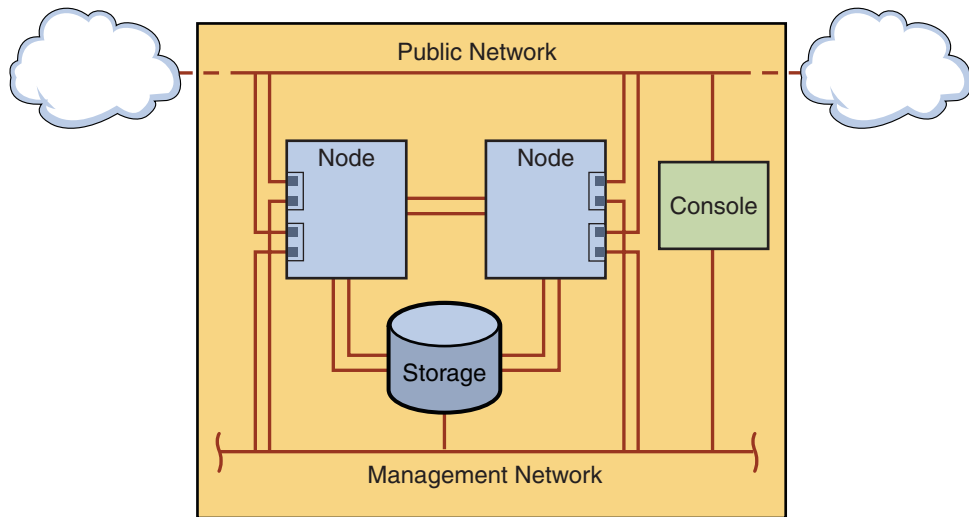 Public Network
Node
Node
Console
Storage
Management Network